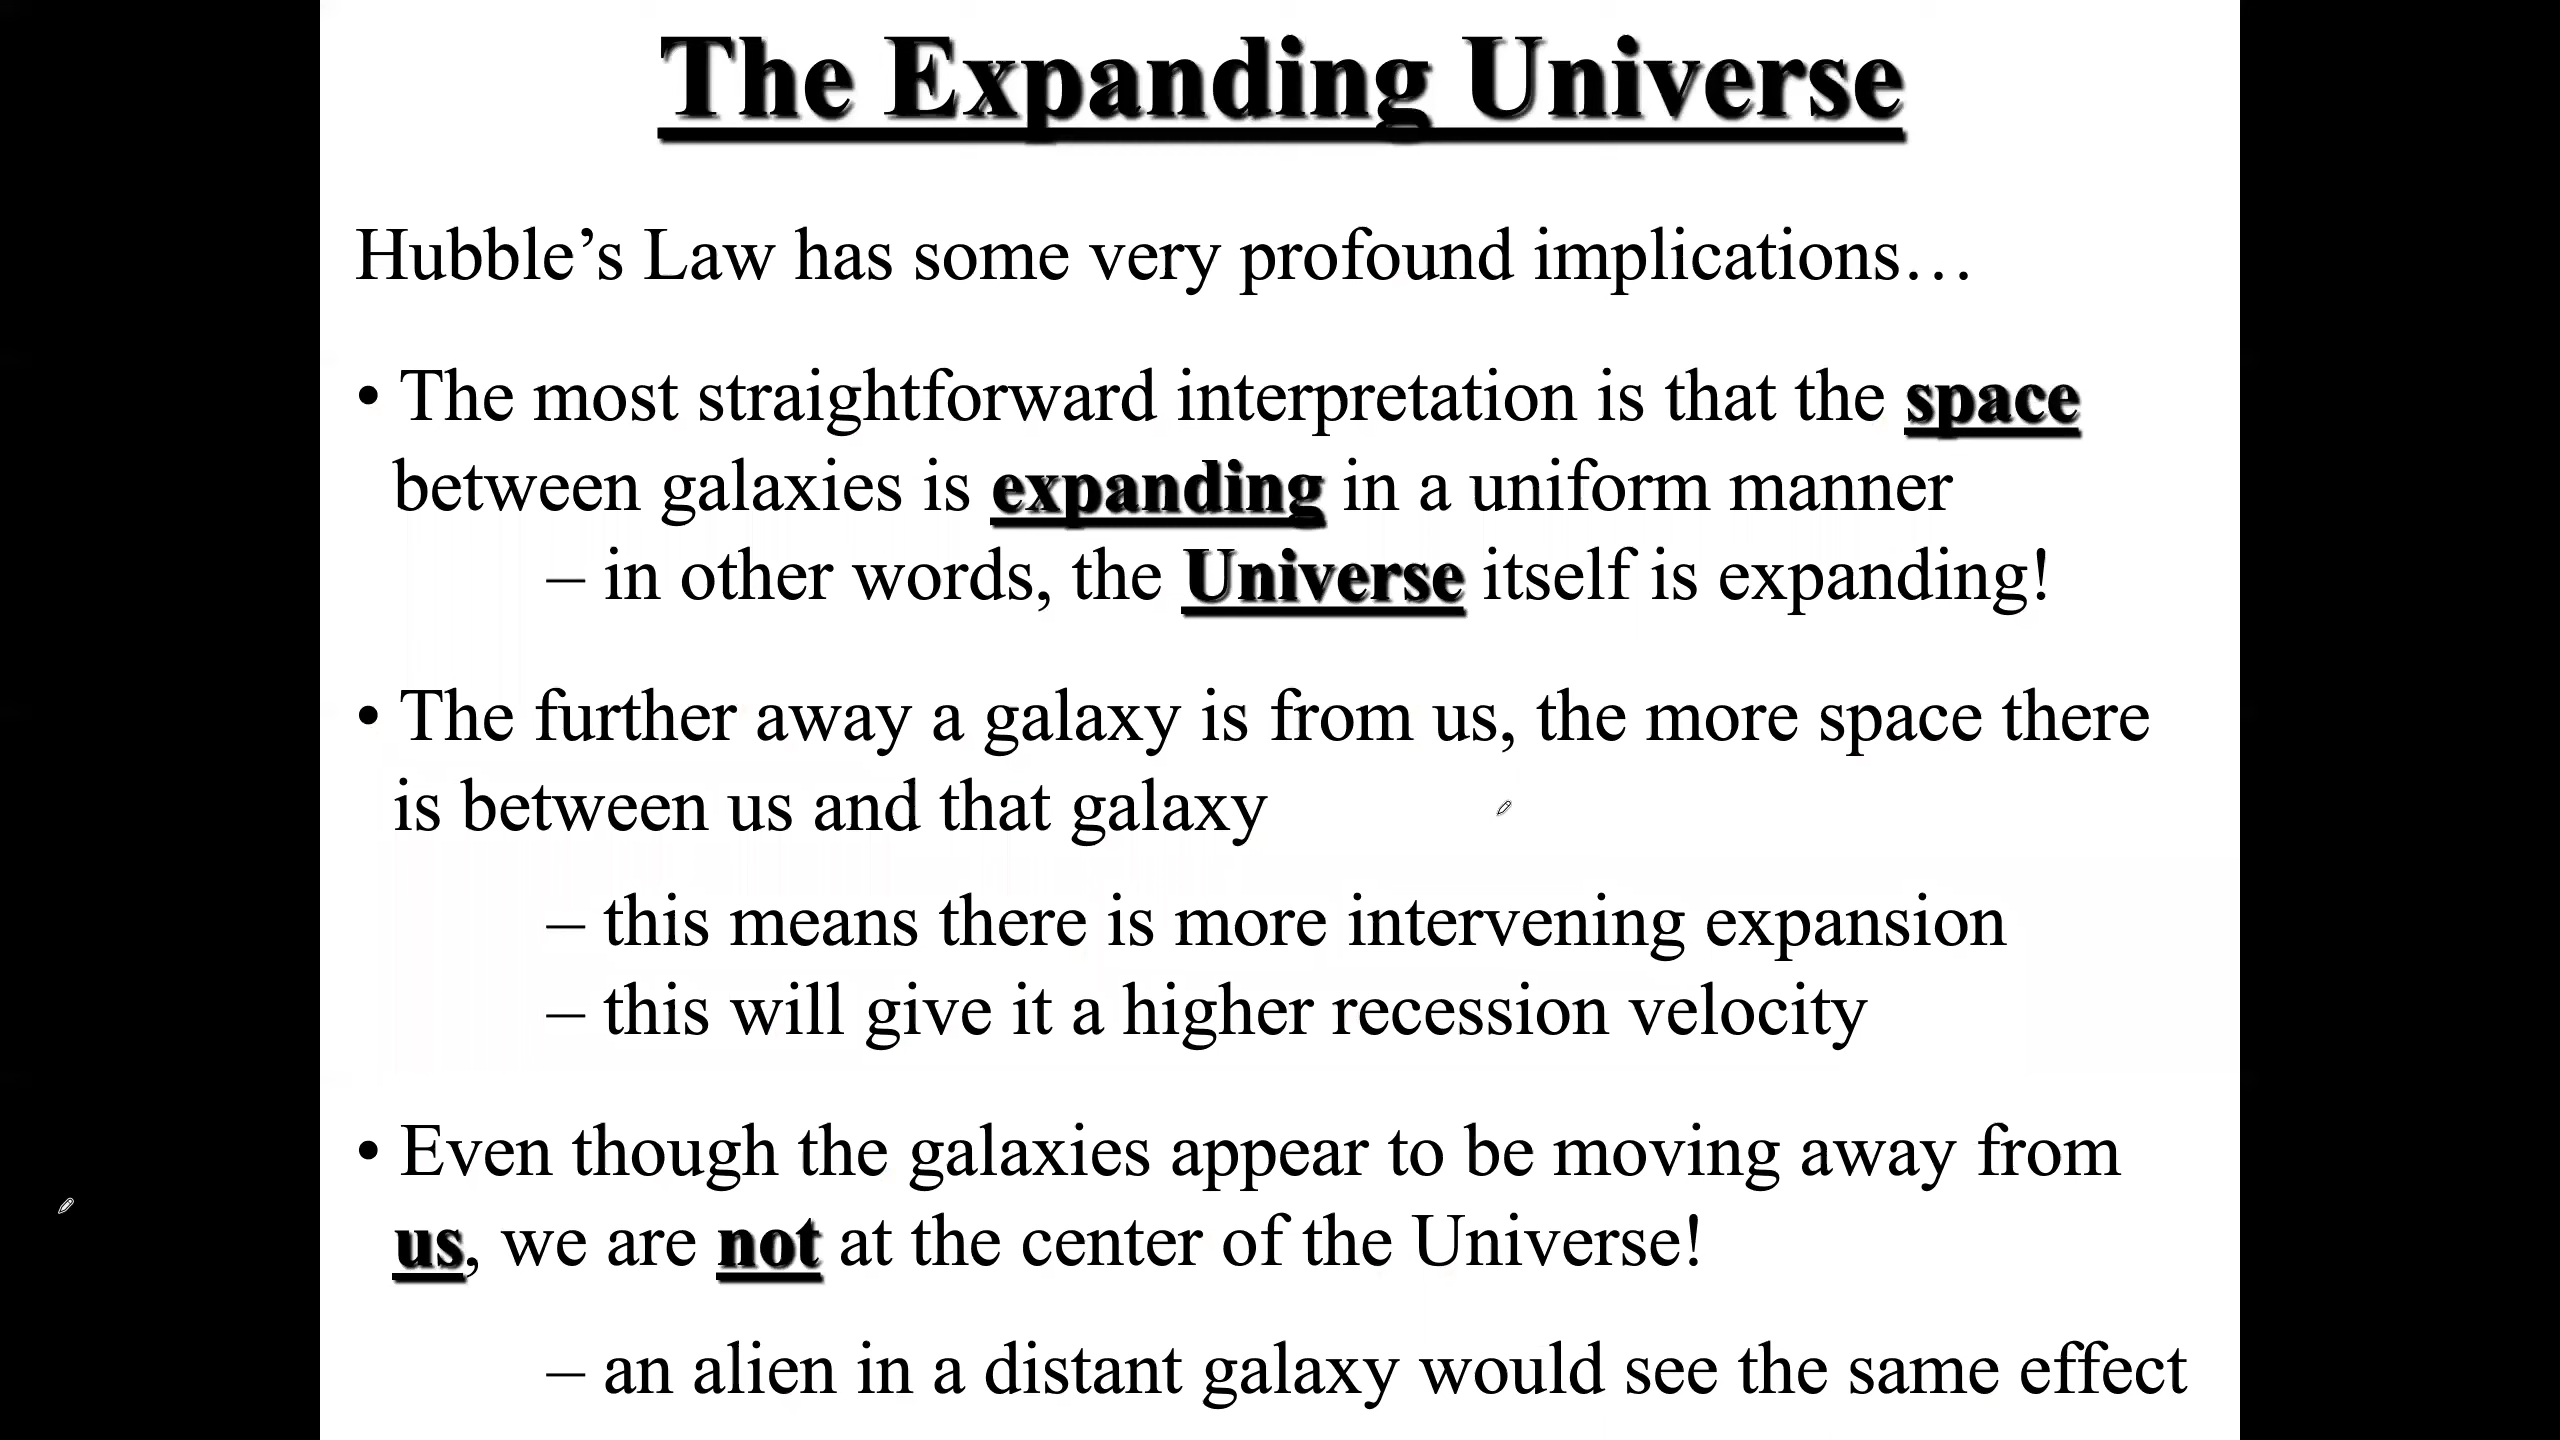 The Expanding Universe
Hubble’s Law has some very profound implications…
• The most straightforward interpretation is that the space
between galaxies is expanding in a uniform manner
– in other words, the Universe itself is expanding!
• The further away a galaxy is from us, the more space there
is between us and that galaxy
– this means there is more intervening expansion
– this will give it a higher recession velocity
• Even though the galaxies appear to be moving away from
us, we are not at the center of the Universe!
– an alien in a distant galaxy would see the same effect